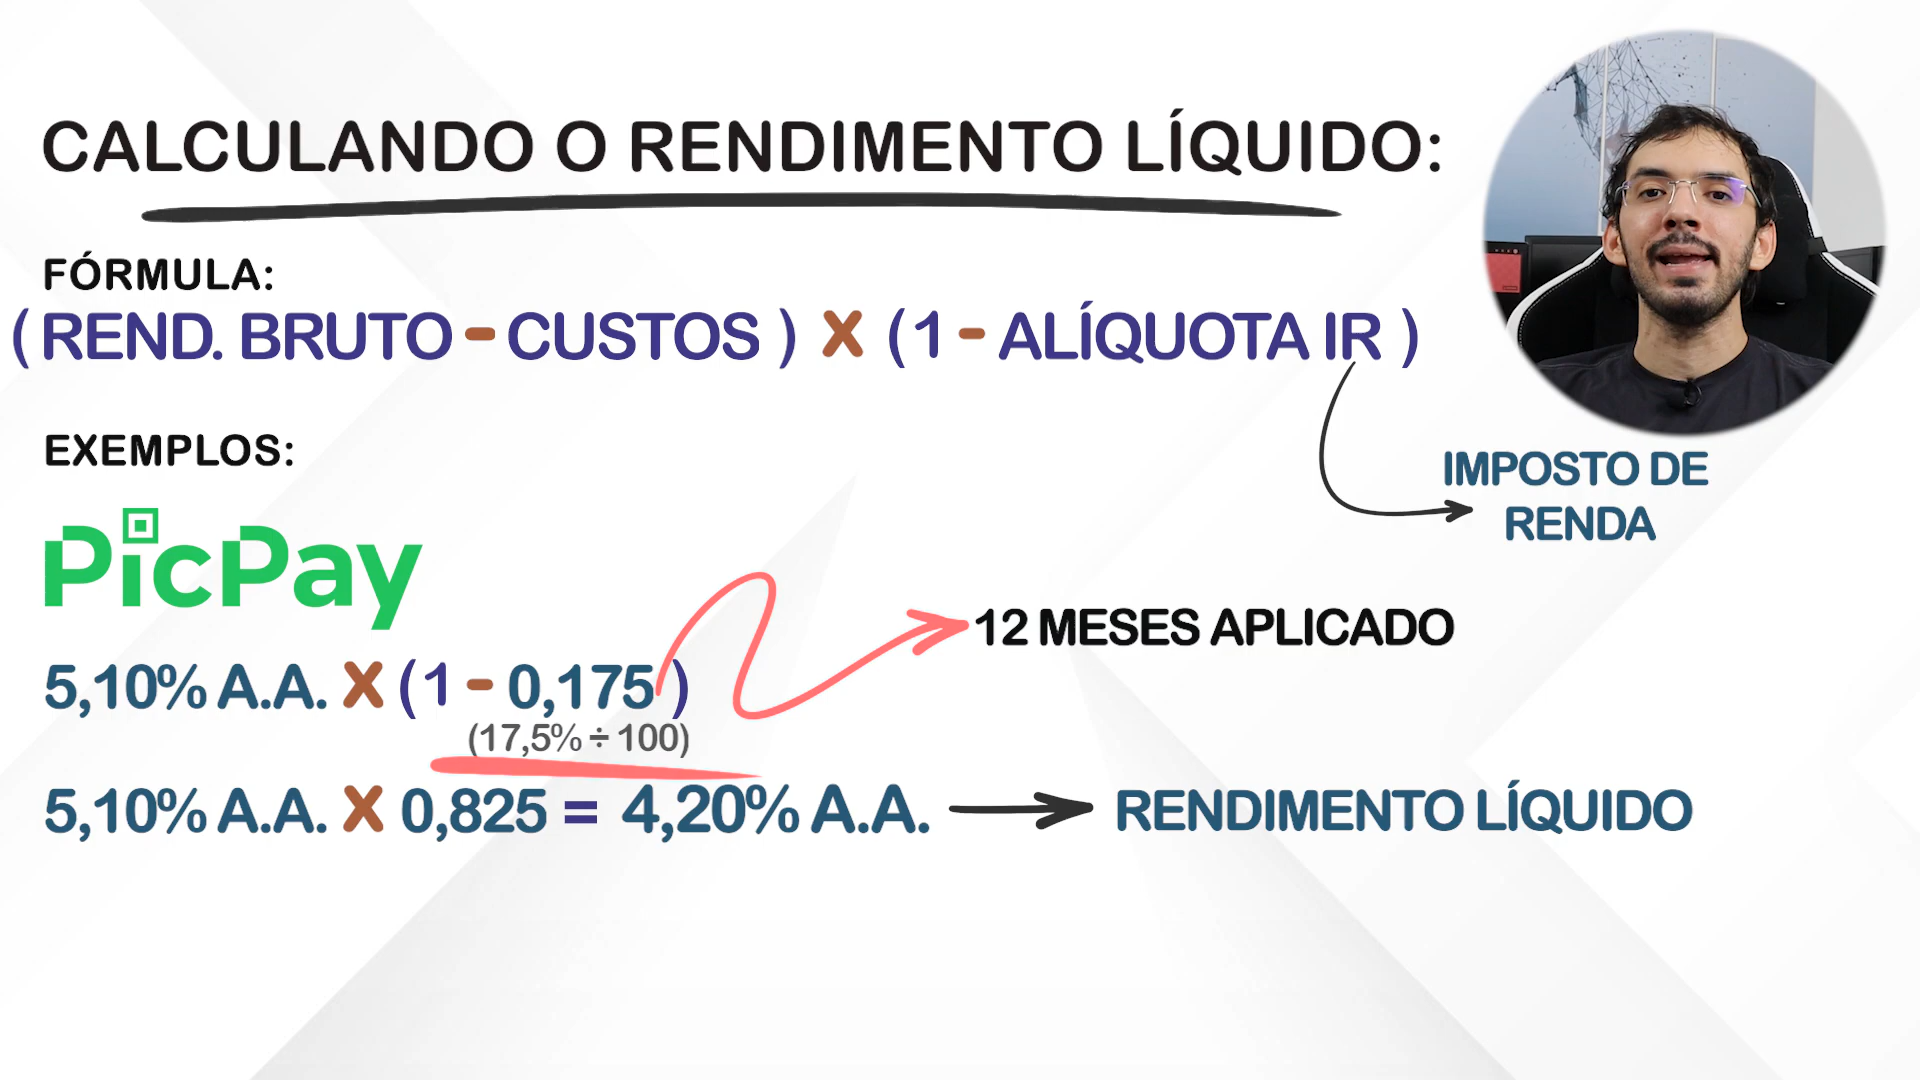 CALCULANDO O RENDIMENTO LÍQUIDO:
FÓRMULA:
( REND. BRUTO - CUSTOS ) X ( 1 - ALÍQUOTA IR )
IMPOSTO DE
RENDA
EXEMPLOS:
PicPay
12 MESES APLICADO
5,10% A.A. X ( 1 - 0,175 )
(17,5% ÷ 100)
5,10% A.A. X 0,825 = 4,20% A.A.
RENDIMENTO LÍQUIDO